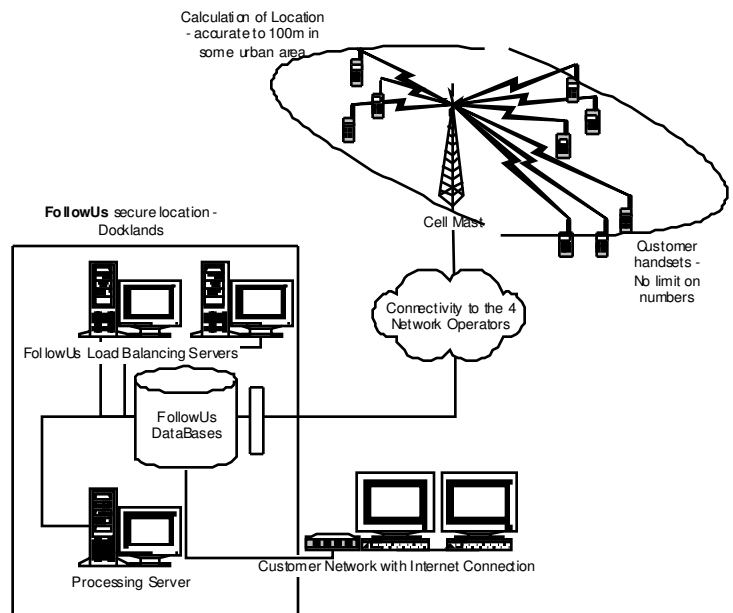 Calculation of Location
- accurate to 100m in
some urban area
Cell Mast
FollowUs secure location -
Docklands
Customer
handsets -
No limit on
numbers
Connectivity to the 4
Network Operators
FollowUs Load Balancing Servers
FollowUs
DataBases
Processing Server
Customer Network with Internet Connection